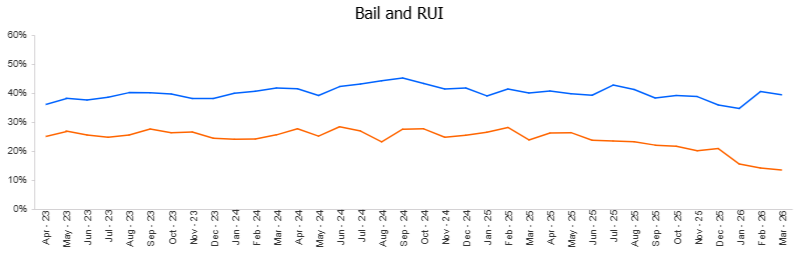 Bail and RUI
60%
50%
40%
30%
20%
10%
0%
Apr - 23
May - 23
Jun - 23
Jul - 23
Aug - 23
Sep - 23
Oct - 23
Nov - 23
Dec - 23
Jan - 24
Feb - 24
Mar - 24
Apr - 24
May - 24
Jun - 24
Jul - 24
Aug - 24
Sep - 24
Oct - 24
Nov - 24
Dec - 24
Jan - 25
Feb - 25
Mar - 25
Apr - 25
May - 25
Jun - 25
Jul - 25
Aug - 25
Sep - 25
Oct - 25
Nov - 25
Dec - 25
Jan - 26
Feb - 26
Mar - 26